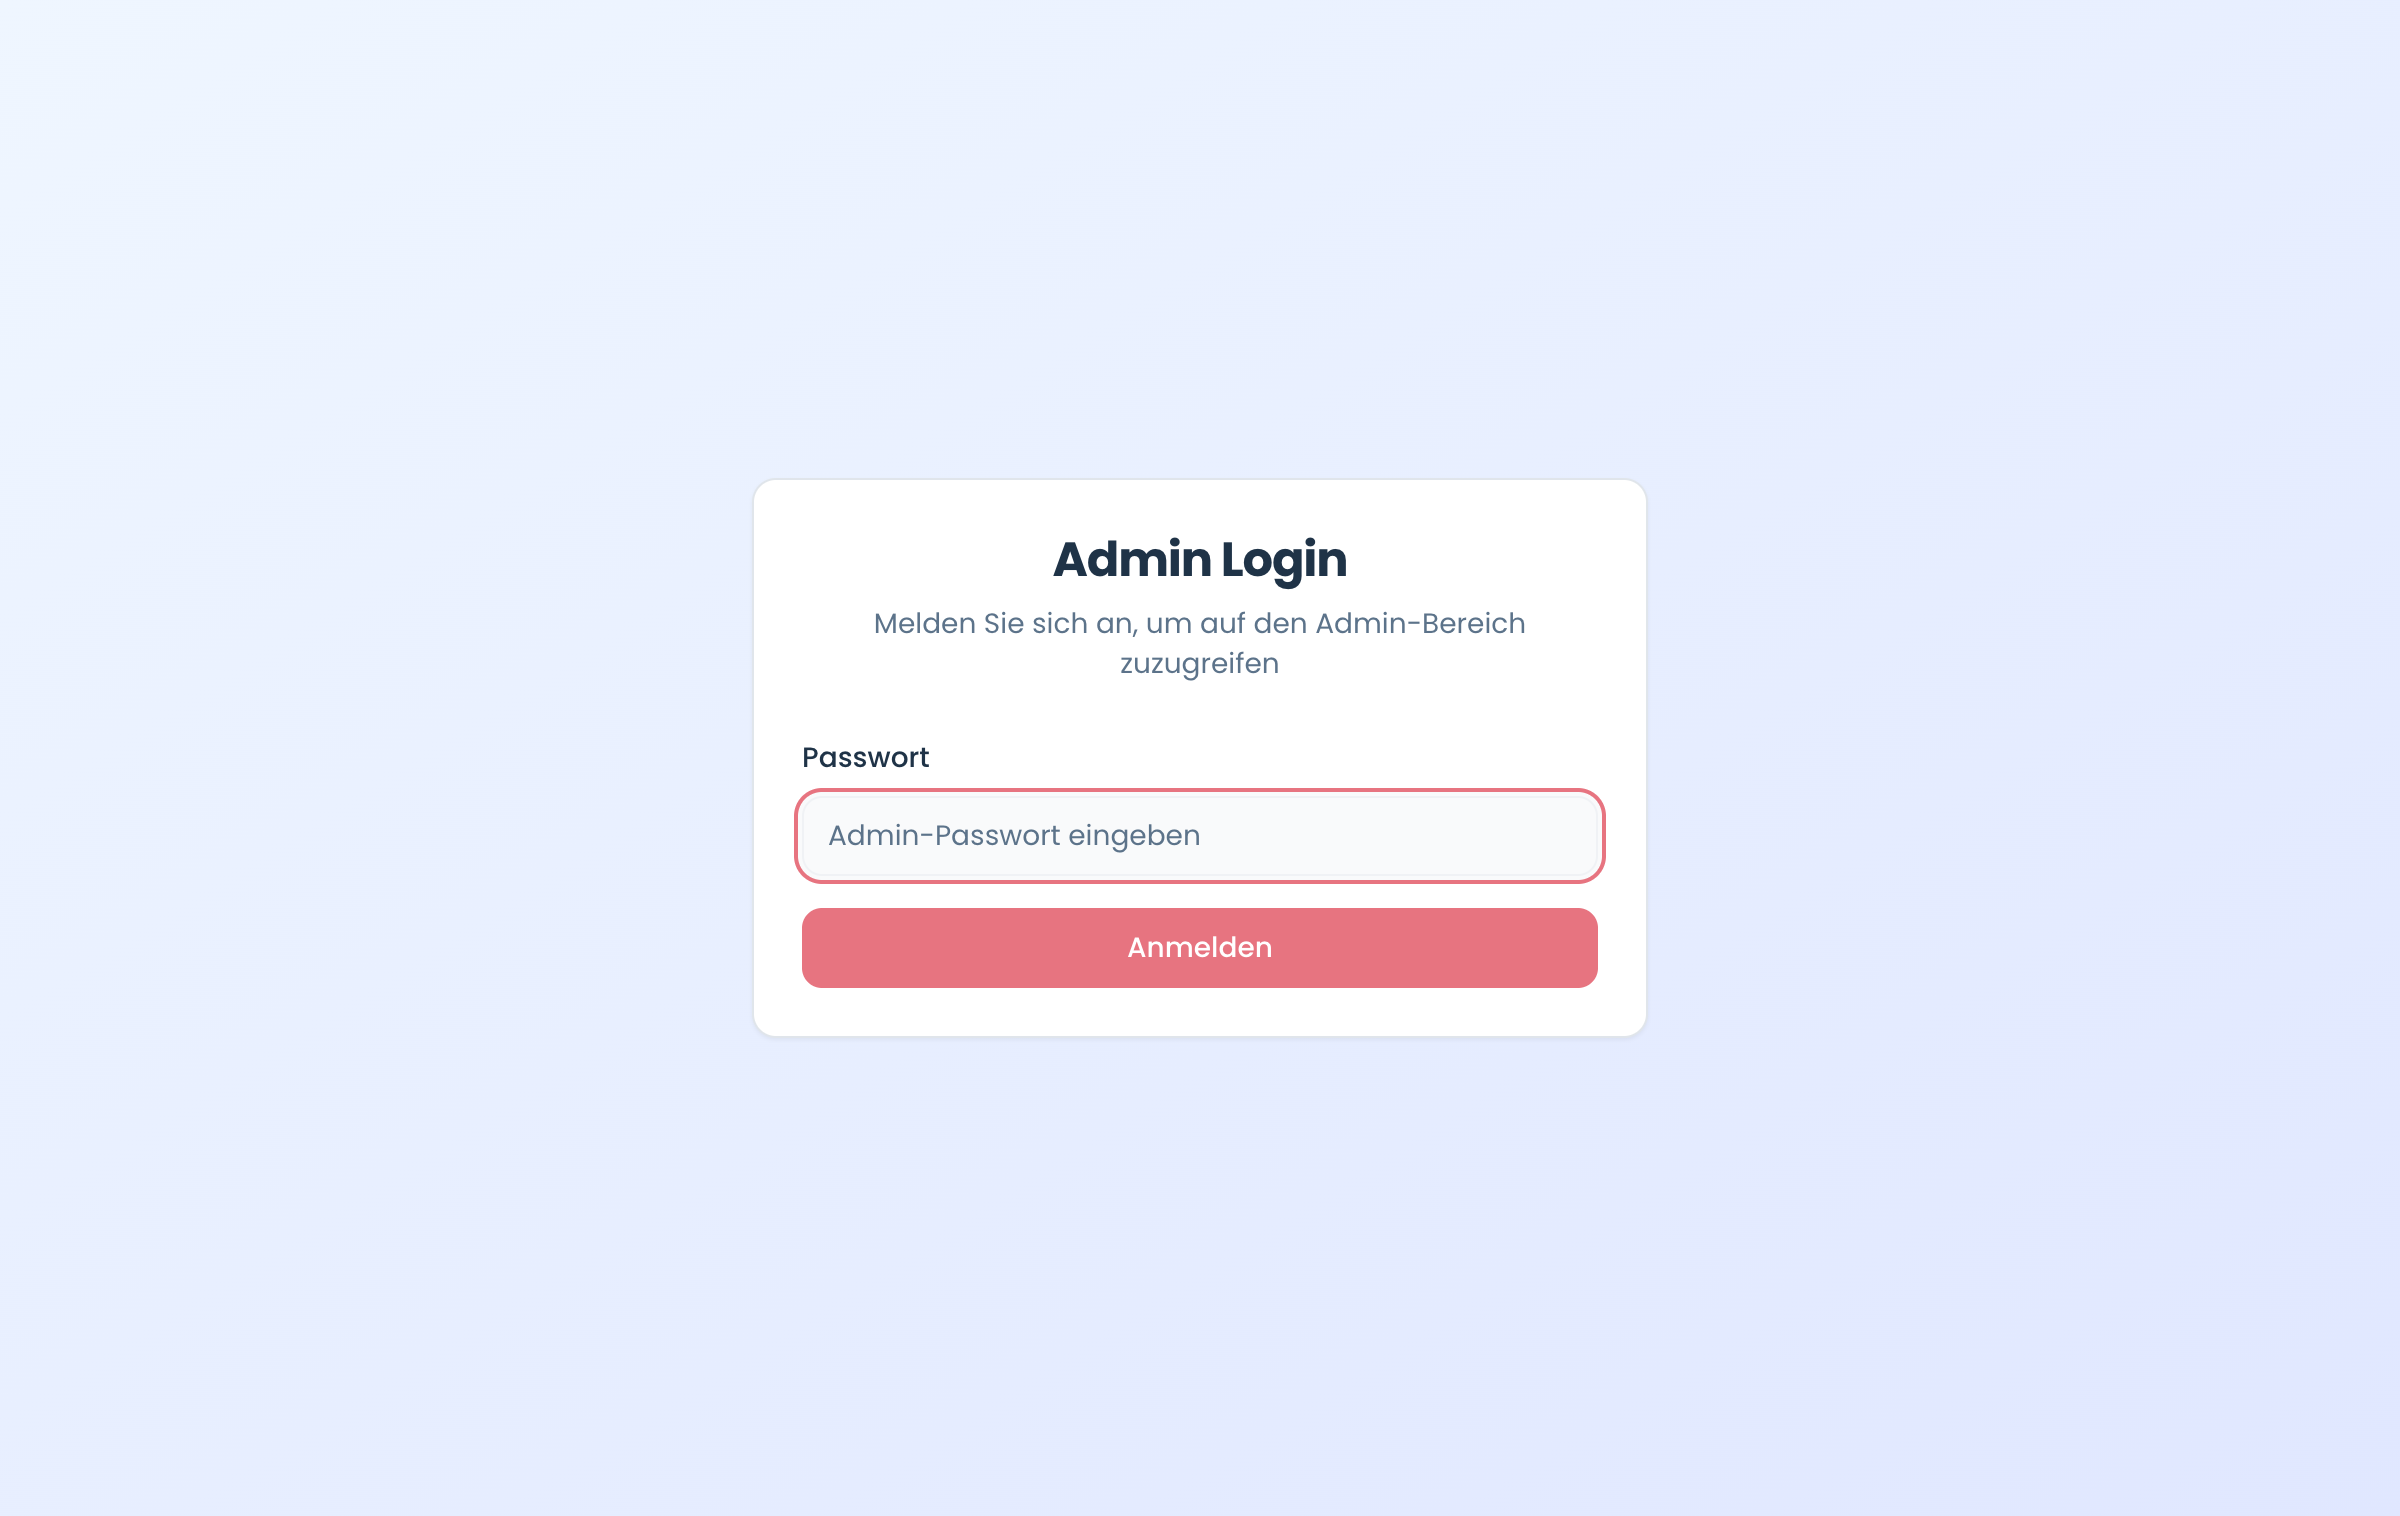 Admin Login
Melden Sie sich an, um auf den Admin-Bereich
zuzugreifen
Passwort
Admin-Passwort eingeben
Anmelden